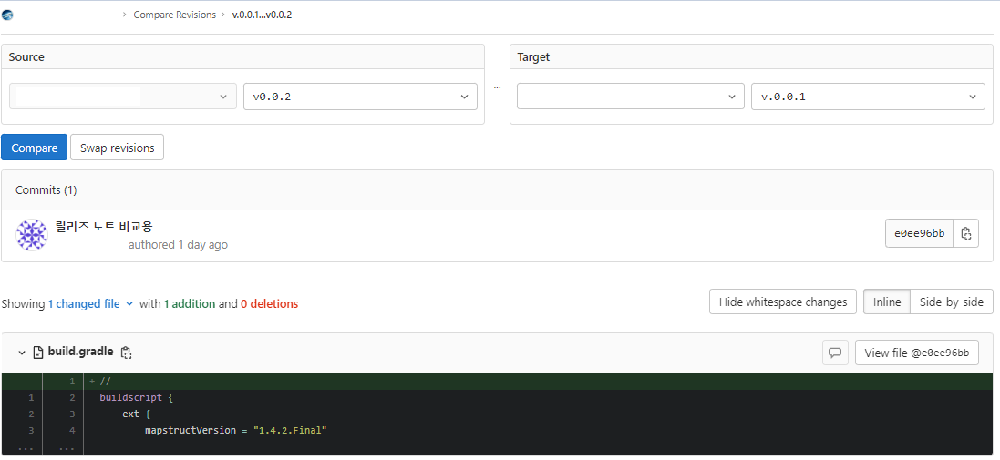 Compare Revisions v.0.0.1...v0.0.2
Source
Target
v0.0.2
...
v.0.0.1
Compare
Swap revisions
Commits (1)
릴리즈 노트 비교용
authored 1 day ago
e0ee96bb
Showing 1 changed file with 1 addition and 0 deletions
Hide whitespace changes
Inline
Side-by-side
build.gradle
View file @e0ee96bb
1 + //
1 2 buildscript {
2 3 ext {
3 4 mapstructVersion = "1.4.2.Final"
... ...